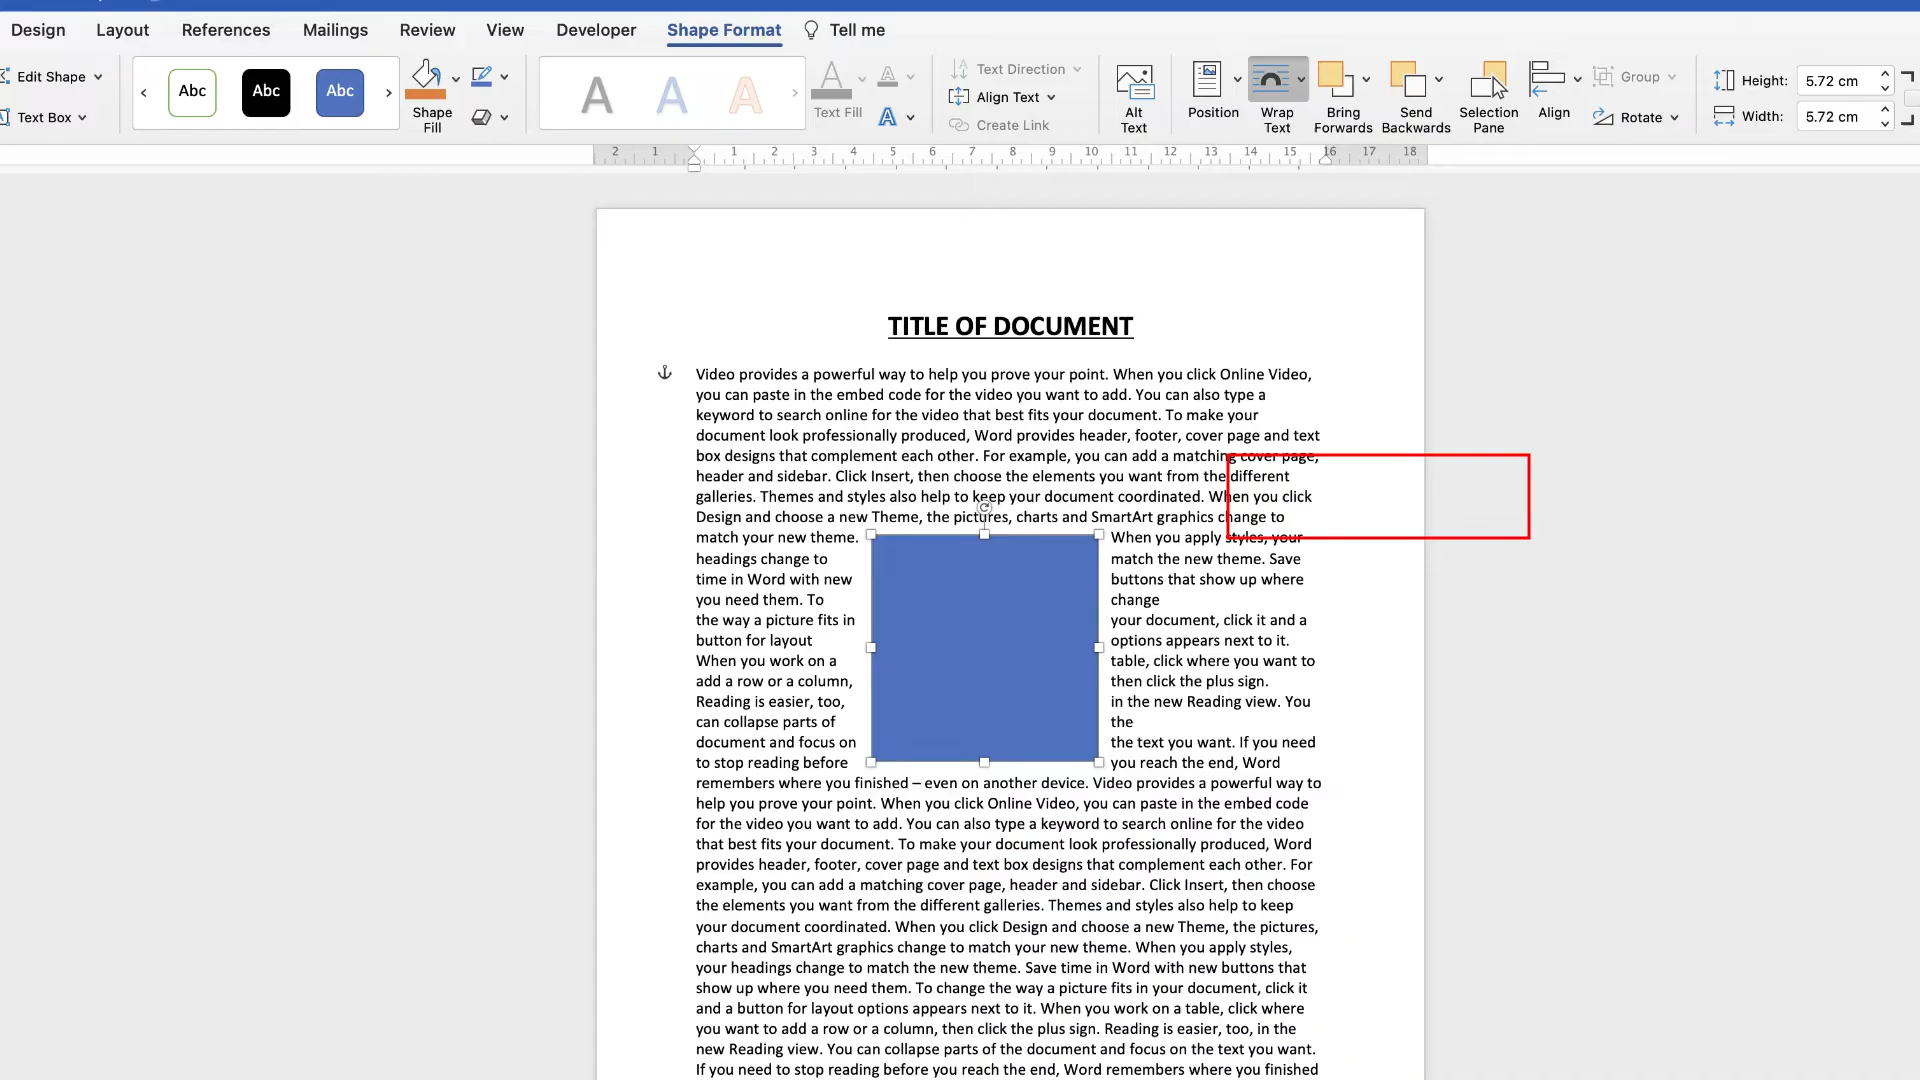 Design Layout References Mailings Review View Developer Shape Format Tell me
Edit Shape
Text Box
Abc Abc Abc
Shape Fill
A A A
A
Text Fill
A
A
Text Direction
Align Text
Create Link
Alt Text
Position
Wrap Text
Bring Forwards
Send Backwards
Selection Pane
Align
Group
Rotate
Height: 5.72 cm
Width: 5.72 cm
2 1 1 2 3 4 5 6 7 8 9 10 11 12 13 14 15 16 17 18
TITLE OF DOCUMENT
Video provides a powerful way to help you prove your point. When you click Online Video,
you can paste in the embed code for the video you want to add. You can also type a
keyword to search online for the video that best fits your document. To make your
document look professionally produced, Word provides header, footer, cover page and text
box designs that complement each other. For example, you can add a matching cover page,
header and sidebar. Click Insert, then choose the elements you want from the different
galleries. Themes and styles also help to keep your document coordinated. When you click
Design and choose a new Theme, the pictures, charts and SmartArt graphics change to
match your new theme. When you apply styles, your
headings change to match the new theme. Save
time in Word with new buttons that show up where
you need them. To change
the way a picture fits in your document, click it and a
button for layout options appears next to it.
When you work on a table, click where you want to
add a row or a column, then click the plus sign.
Reading is easier, too, in the new Reading view. You
can collapse parts of the
document and focus on the text you want. If you need
to stop reading before you reach the end, Word
remembers where you finished – even on another device. Video provides a powerful way to
help you prove your point. When you click Online Video, you can paste in the embed code
for the video you want to add. You can also type a keyword to search online for the video
that best fits your document. To make your document look professionally produced, Word
provides header, footer, cover page and text box designs that complement each other. For
example, you can add a matching cover page, header and sidebar. Click Insert, then choose
the elements you want from the different galleries. Themes and styles also help to keep
your document coordinated. When you click Design and choose a new Theme, the pictures,
charts and SmartArt graphics change to match your new theme. When you apply styles,
your headings change to match the new theme. Save time in Word with new buttons that
show up where you need them. To change the way a picture fits in your document, click it
and a button for layout options appears next to it. When you work on a table, click where
you want to add a row or a column, then click the plus sign. Reading is easier, too, in the
new Reading view. You can collapse parts of the document and focus on the text you want.
If you need to stop reading before you reach the end, Word remembers where you finished